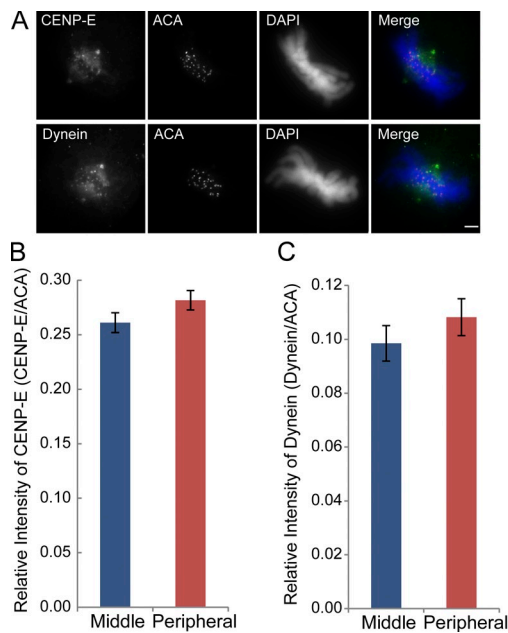 A
CENP-E ACA DAPI Merge
Dynein ACA DAPI Merge
B
Relative Intensity of CENP-E (CENP-E/ACA)
0.30
0.25
0.20
0.15
0.10
0.05
0.00
Middle Peripheral
C
Relative Intensity of Dynein (Dynein/ACA)
0.12
0.10
0.08
0.06
0.04
0.02
0.00
Middle Peripheral